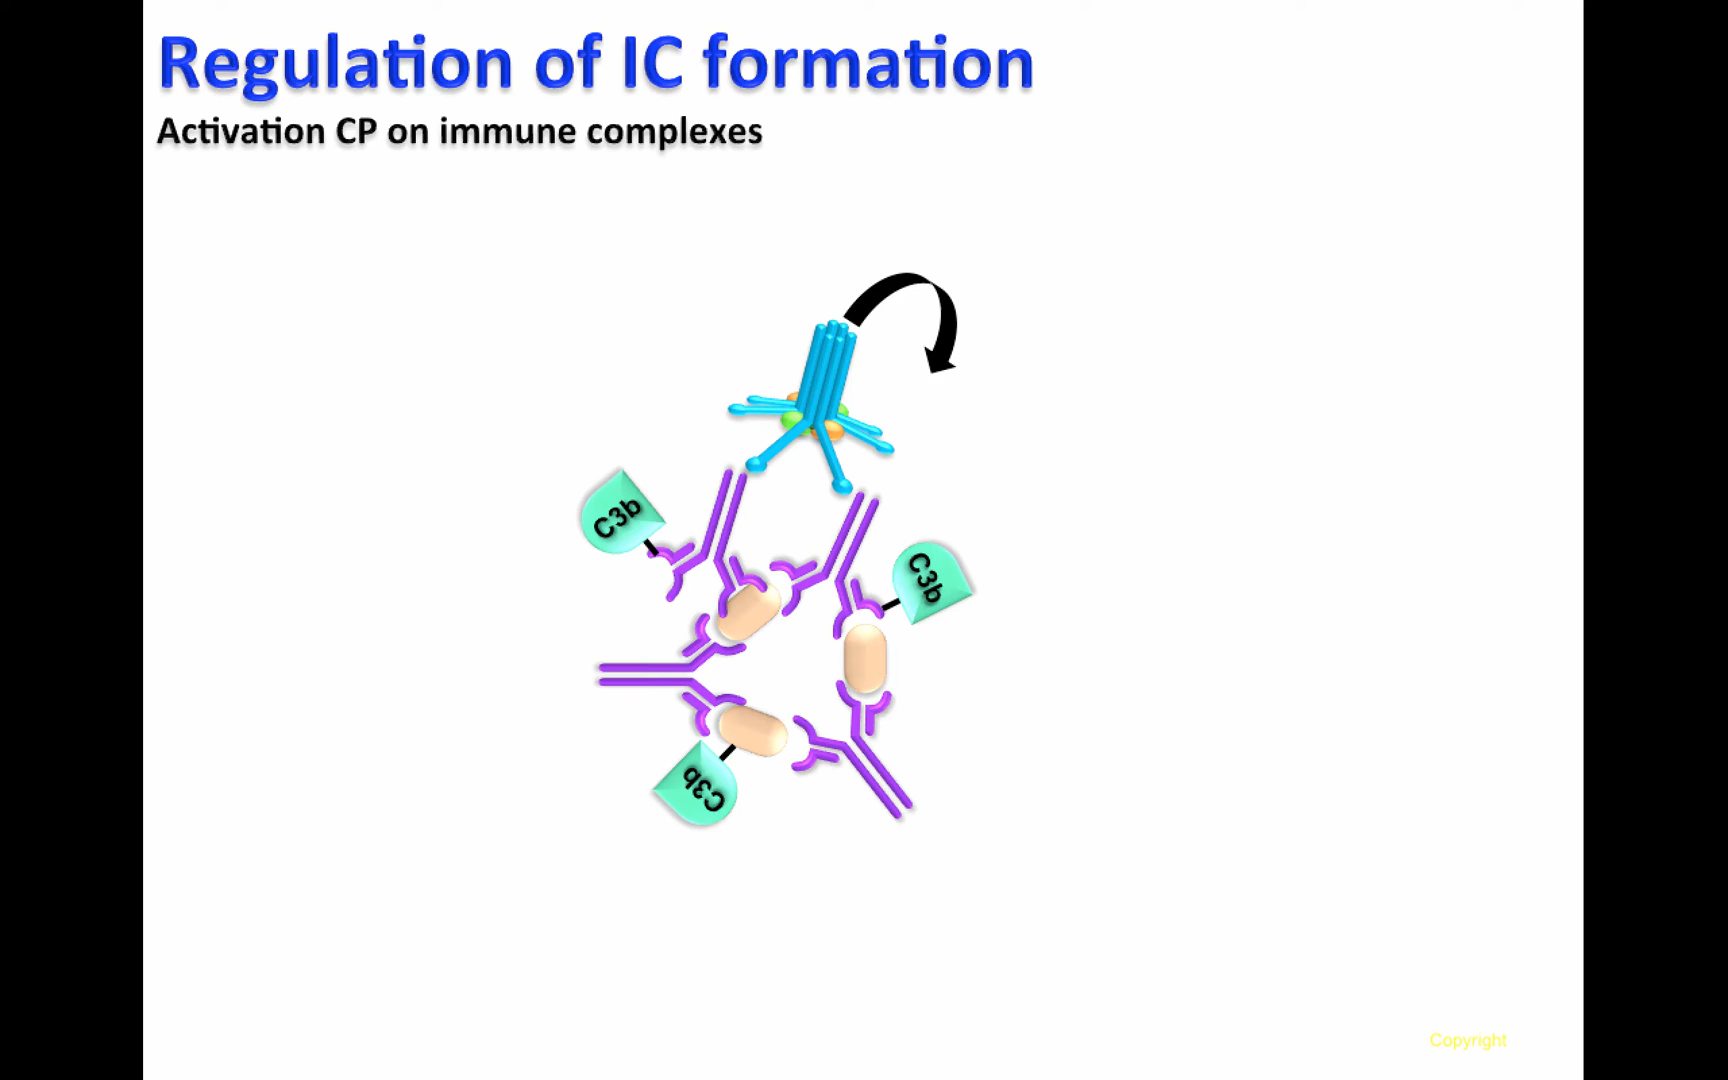 Regulation of IC formation
Activation CP on immune complexes
C3b
C3b
C3b
Copyright